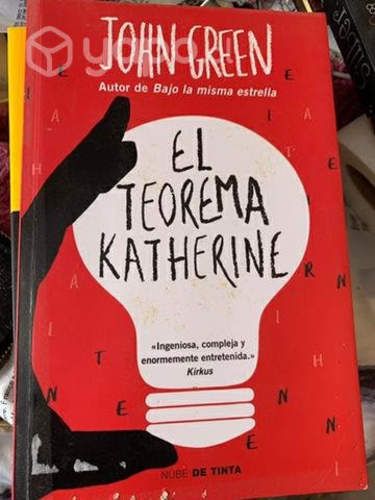 JOHN GREEN
Autor de Bajo la misma estrella
EL
TEOREMA
KATHERINE
«Ingeniosa, compleja y
enormemente entretenida.»
Kirkus
NUBE DE TINTA